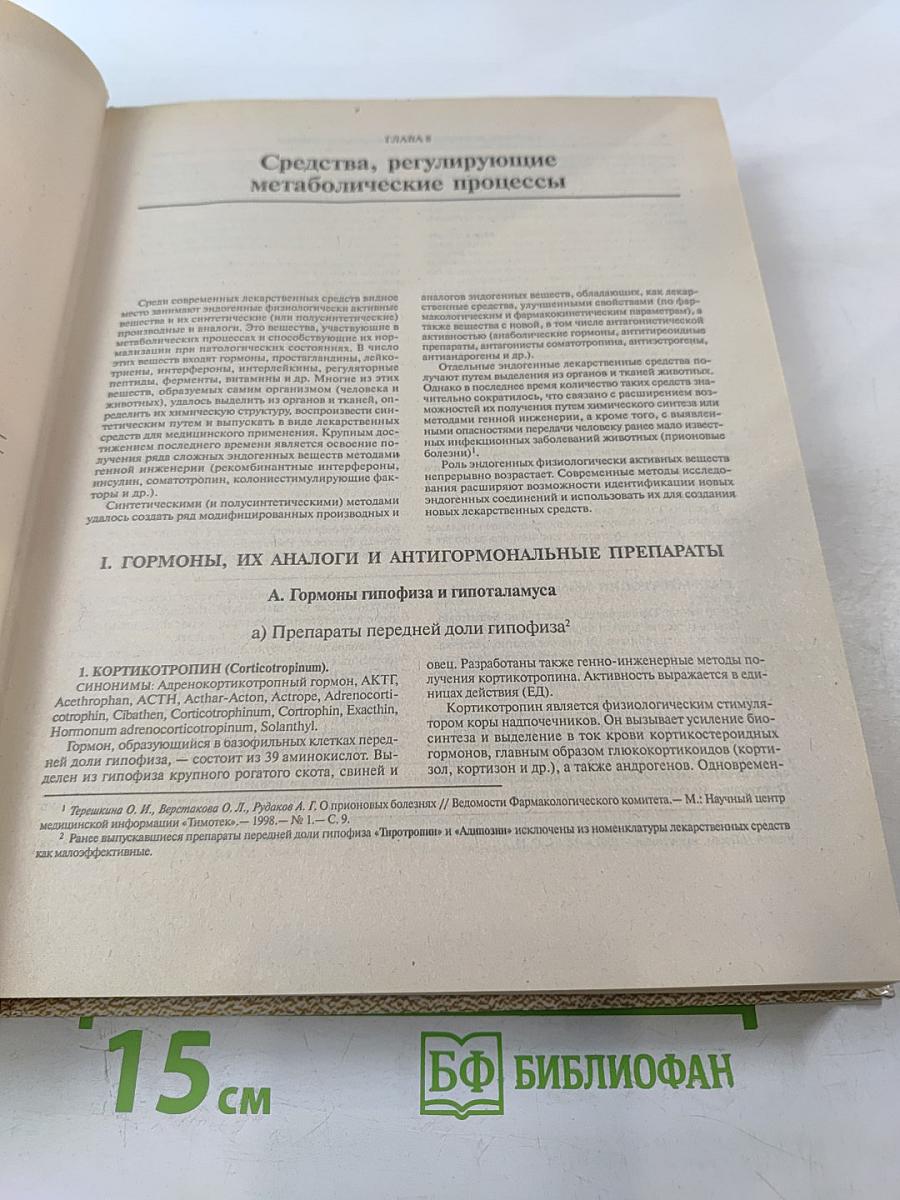 ГЛАВА 8
Средства, регулирующие
метаболические процессы
Среди современных лекарственных средств видное
место занимают эндогенные физиологически активные
вещества и их синтетические (или полусинтетические)
производные и аналоги. Это вещества, участвующие в
метаболических процессах и способствующие их нор-
мализации при патологических состояниях. В число
этих веществ входят гормоны, простагландины, лейко-
триены, интерфероны, интерлейкины, регуляторные
пептиды, ферменты, витамины и др. Многие из этих
веществ, образуемых самим организмом (человека и
животных), удалось выделить из органов и тканей, оп-
ределить их химическую структуру, воспроизвести син-
тетическим путем и выпускать в виде лекарственных
средств для медицинского применения. Крупным дос-
тижением последнего времени является освоение по-
лучения ряда сложных эндогенных веществ методами
генной инженерии (рекомбинантные интерфероны,
инсулин, соматотропин, колониестимулирующие фак-
торы и др.).
Синтетическими (и полусинтетическими) методами
удалось создать ряд модифицированных производных и
аналогов эндогенных веществ, обладающих, как лекар-
ственные средства, улучшенными свойствами (по фар-
макологическим и фармакокинетическим параметрам), а
также вещества с новой, в том числе антагонистической
активностью (анаболические гормоны, антитиреоидные
препараты, антагонисты соматотропина, антиэстрогены,
антиандрогены и др.).
Отдельные эндогенные лекарственные средства по-
лучают путем выделения из органов и тканей животных.
Однако в последнее время количество таких средств зна-
чительно сократилось, что связано с расширением воз-
можностей их получения путем химического синтеза или
методами генной инженерии, а кроме того, с выявлен-
ными опасностями передачи человеку ранее мало извест-
ных инфекционных заболеваний животных (прионовые
болезни)¹.
Роль эндогенных физиологически активных веществ
непрерывно возрастает. Современные методы исследо-
вания расширяют возможности идентификации новых
эндогенных соединений и использовать их для создания
новых лекарственных средств.
I. ГОРМОНЫ, ИХ АНАЛОГИ И АНТИГОРМОНАЛЬНЫЕ ПРЕПАРАТЫ
А. Гормоны гипофиза и гипоталамуса
а) Препараты передней доли гипофиза²
1. КОРТИКОТРОПИН (Corticotropinum).
СИНОНИМЫ: Адренокортикотропный гормон, АКТГ,
Acethrophan, ACTH, Acthar-Acton, Actrope, Adrenocorti-
cotrophin, Cibathen, Corticotrophinum, Cortrophin, Exacthin,
Hormonum adrenocorticotropinum, Solanthyl.
Гормон, образующийся в базофильных клетках перед-
ней доли гипофиза, — состоит из 39 аминокислот. Вы-
делен из гипофиза крупного рогатого скота, свиней и
овец. Разработаны также генно-инженерные методы по-
лучения кортикотропина. Активность выражается в еди-
ницах действия (ЕД).
Кортикотропин является физиологическим стимуля-
тором коры надпочечников. Он вызывает усиление био-
синтеза и выделение в ток крови кортикостероидных
гормонов, главным образом глюкокортикоидов (корти-
зол, кортизон и др.), а также андрогенов. Одновремен-
¹ Терешкина О. И., Верстакова О. Л., Рудаков А. Г. О прионовых болезнях // Ведомости Фармакологического комитета.— М.: Научный центр
медицинской информации «Тимотек».— 1998.— № 1.— С. 9.
² Ранее выпускавшиеся препараты передней доли гипофиза «Тиротропин» и «Адипозин» исключены из номенклатуры лекарственных средств
как малоэффективные.
15 см
БФ БИБЛИОФАН